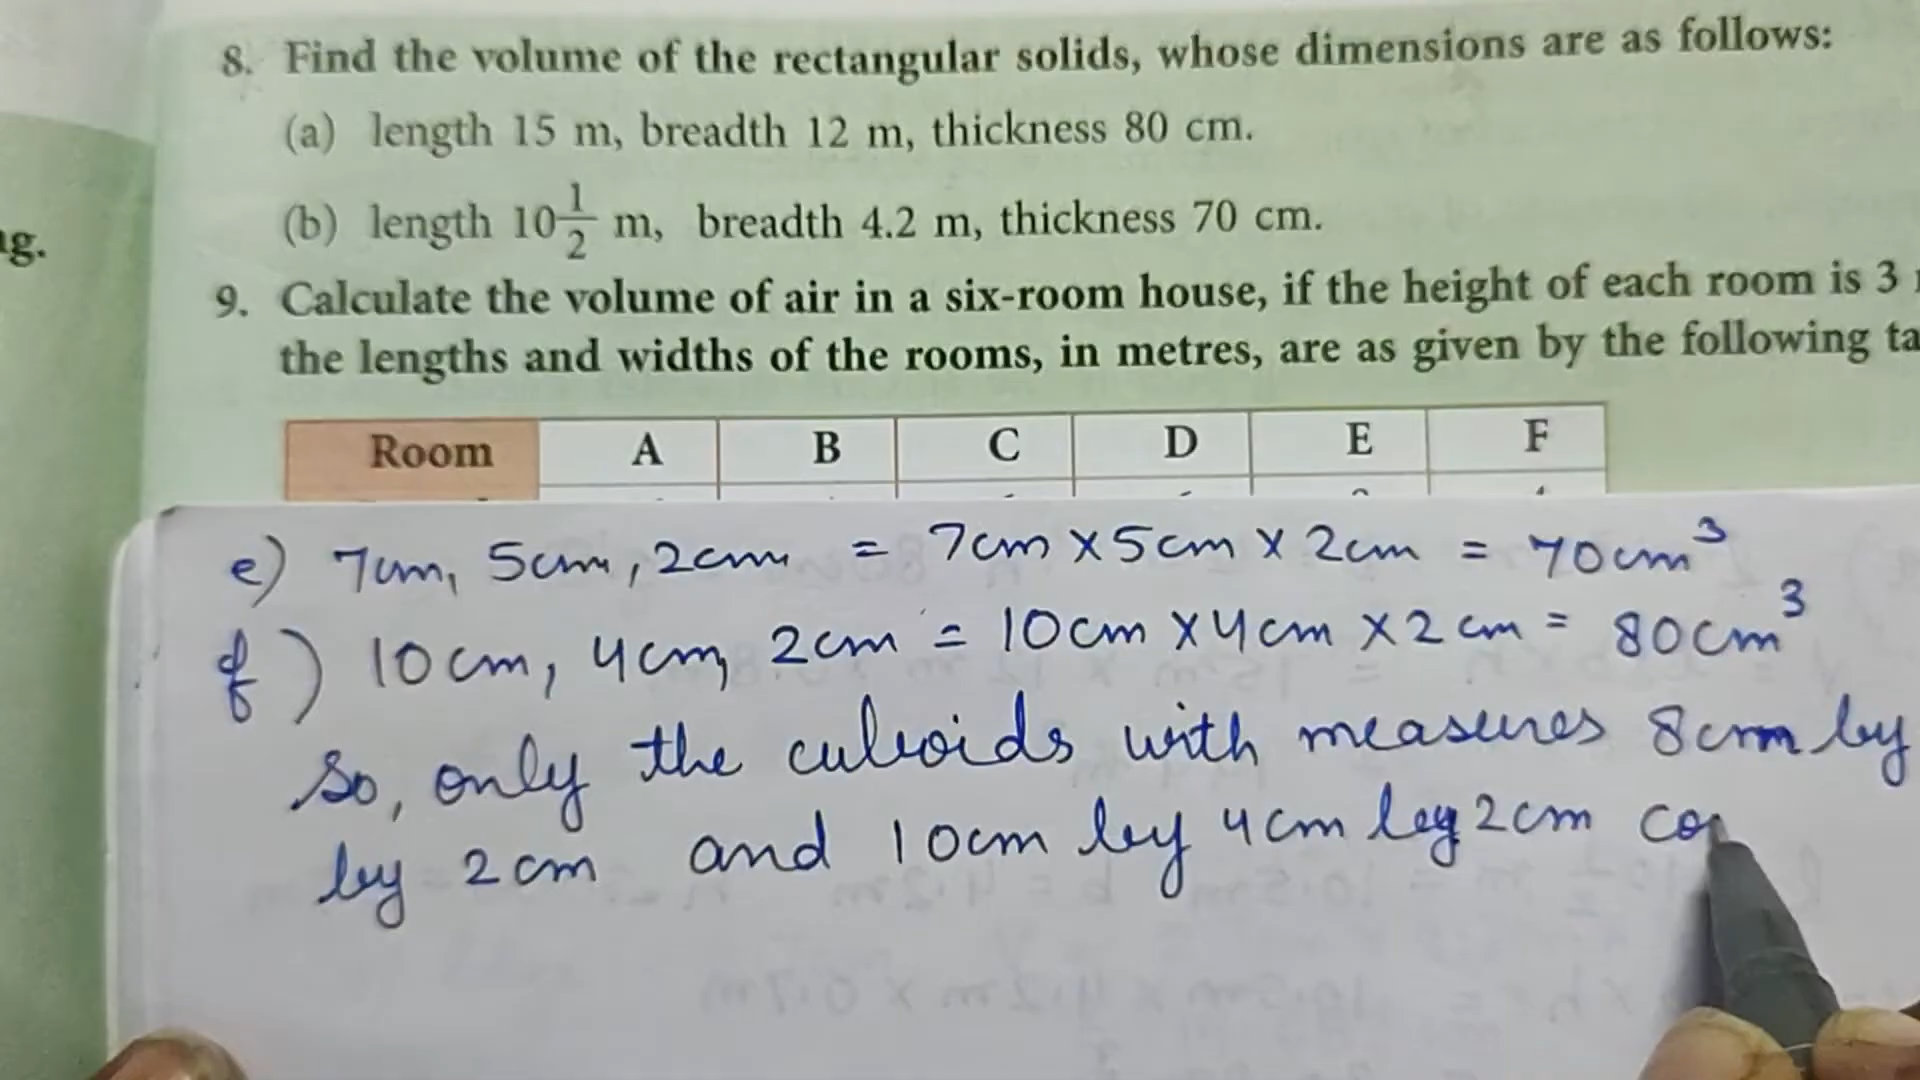 8. Find the volume of the rectangular solids, whose dimensions are as follows:
(a) length 15 m, breadth 12 m, thickness 80 cm.
(b) length 10 1/2 m, breadth 4.2 m, thickness 70 cm.
g.
9. Calculate the volume of air in a six-room house, if the height of each room is 3
the lengths and widths of the rooms, in metres, are as given by the following ta
Room A B C D E F
e) 7cm, 5cm, 2cm = 7cm x 5cm x 2cm = 70cm³
f) 10cm, 4cm, 2cm = 10cm x 4cm x 2cm = 80cm³
So, only the cuboids with measures 8cm by
by 2cm and 10cm by 4cm by 2cm co